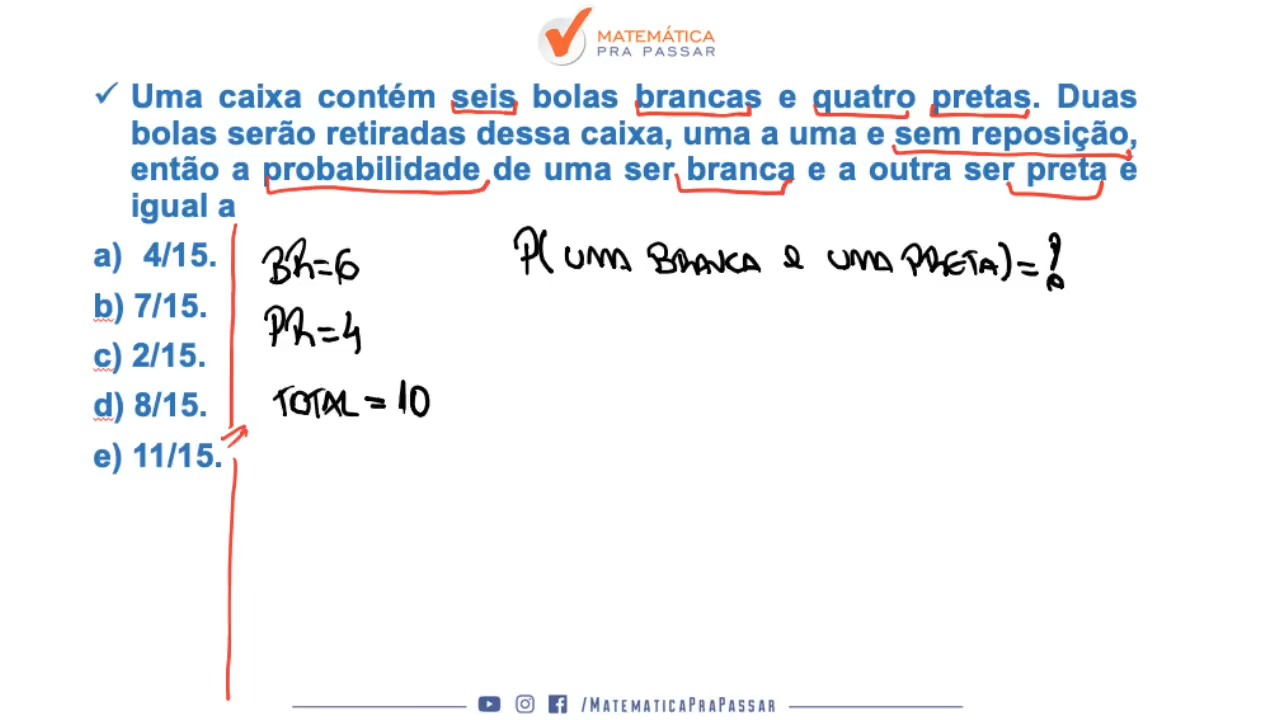 MATEMÁTICA
PRA PASSAR
✓ Uma caixa contém seis bolas brancas e quatro pretas. Duas
bolas serão retiradas dessa caixa, uma a uma e sem reposição,
então a probabilidade de uma ser branca e a outra ser preta e
igual a
a) 4/15.
b) 7/15.
c) 2/15.
d) 8/15.
e) 11/15.
BR=6
PR=4
TOTAL = 10
P( UMA BRANCA e UMA PRETA) = ?
/MATEMATICAPRAPASSAR